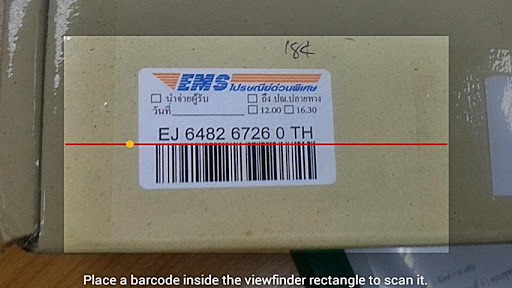 18¢
EMS ไปรษณีย์ด่วนพิเศษ
นำจ่ายผู้รับ ถึง ปณ.ปลายทาง
วันที่ 12.00 16.30
EJ 6482 6726 0 TH
Place a barcode inside the viewfinder rectangle to scan it.